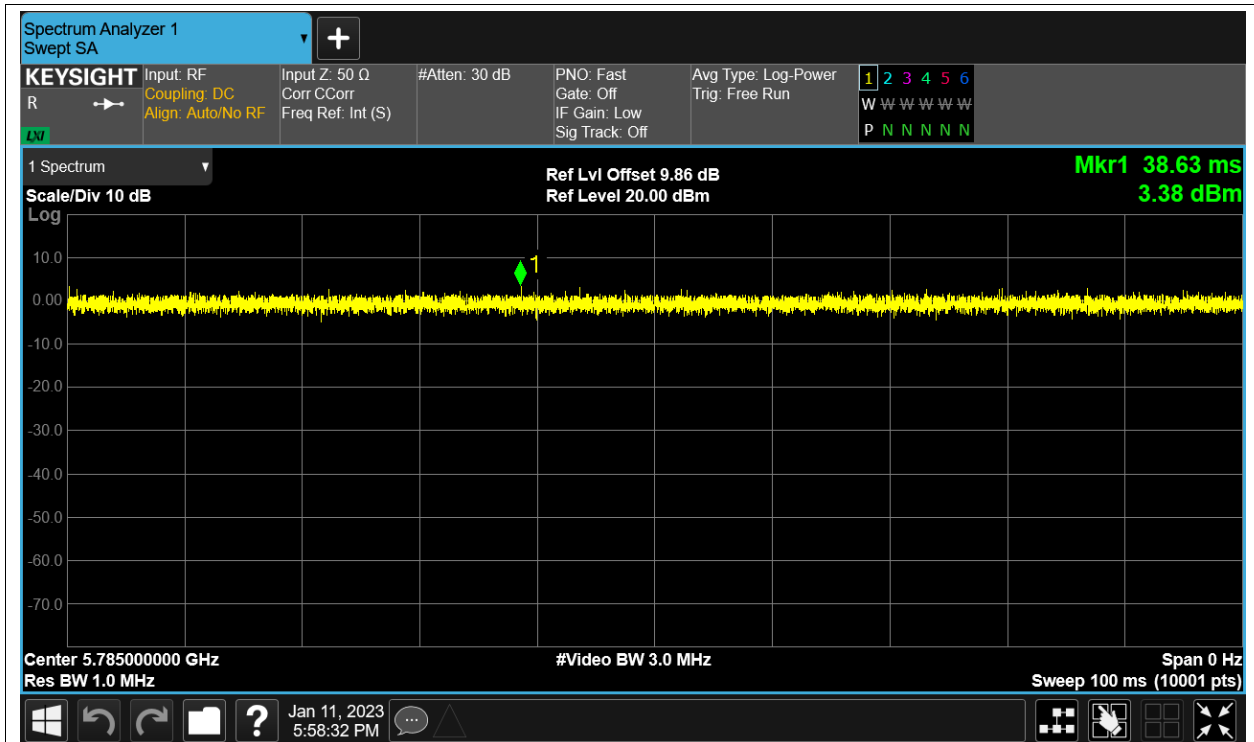 Spectrum Analyzer 1
Swept SA
KEYSIGHT
R
LXI
Input: RF
Coupling: DC
Align: Auto/No RF
Input Z: 50 Ω
Corr CCorr
Freq Ref: Int (S)
#Atten: 30 dB
PNO: Fast
Gate: Off
IF Gain: Low
Sig Track: Off
Avg Type: Log-Power
Trig: Free Run
1 2 3 4 5 6
W W W W W W
P N N N N N
1 Spectrum
Scale/Div 10 dB
Log
Ref Lvl Offset 9.86 dB
Ref Level 20.00 dBm
Mkr1 38.63 ms
3.38 dBm
1
10.0
0.00
-10.0
-20.0
-30.0
-40.0
-50.0
-60.0
-70.0
Center 5.785000000 GHz
#Video BW 3.0 MHz
Span 0 Hz
Res BW 1.0 MHz
Sweep 100 ms (10001 pts)
?
Jan 11, 2023
5:58:32 PM